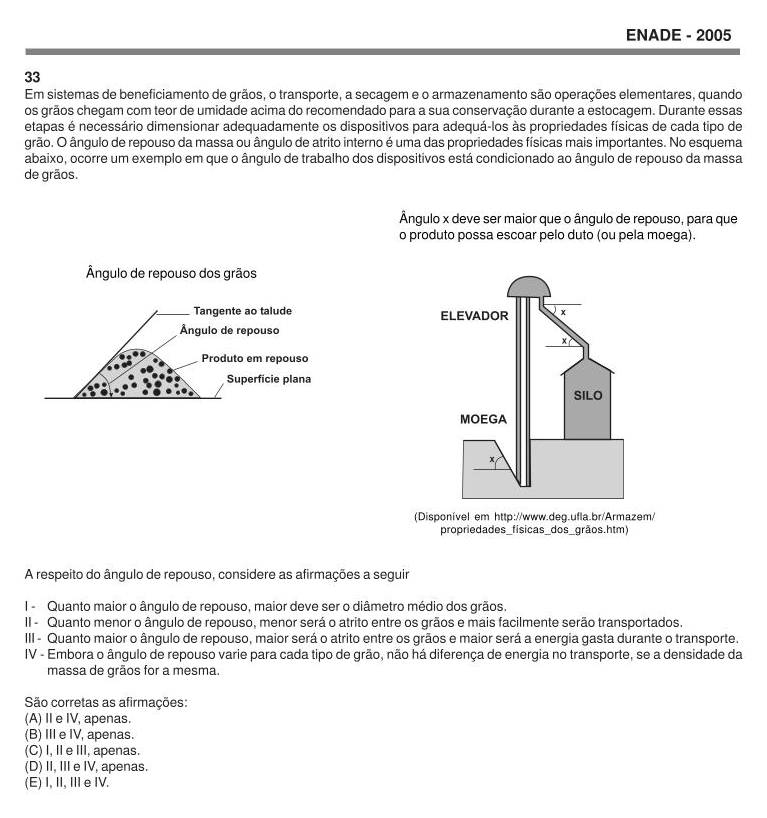 ENADE - 2005
33
Em sistemas de beneficiamento de grãos, o transporte, a secagem e o armazenamento são operações elementares, quando
os grãos chegam com teor de umidade acima do recomendado para a sua conservação durante a estocagem. Durante essas
etapas é necessário dimensionar adequadamente os dispositivos para adequá-los às propriedades físicas de cada tipo de
grão. O ângulo de repouso da massa ou ângulo de atrito interno é uma das propriedades físicas mais importantes. No esquema
abaixo, ocorre um exemplo em que o ângulo de trabalho dos dispositivos está condicionado ao ângulo de repouso da massa
de grãos.
Ângulo x deve ser maior que o ângulo de repouso, para que
o produto possa escoar pelo duto (ou pela moega).
Ângulo de repouso dos grãos
Tangente ao talude
Ângulo de repouso
Produto em repouso
Superfície plana
ELEVADOR
x
x
SILO
MOEGA
x
(Disponível em http://www.deg.ufla.br/Armazem/
propriedades_físicas_dos_grãos.htm)
A respeito do ângulo de repouso, considere as afirmações a seguir
I - Quanto maior o ângulo de repouso, maior deve ser o diâmetro médio dos grãos.
II - Quanto menor o ângulo de repouso, menor será o atrito entre os grãos e mais facilmente serão transportados.
III - Quanto maior o ângulo de repouso, maior será o atrito entre os grãos e maior será a energia gasta durante o transporte.
IV - Embora o ângulo de repouso varie para cada tipo de grão, não há diferença de energia no transporte, se a densidade da
massa de grãos for a mesma.
São corretas as afirmações:
(A) II e IV, apenas.
(B) III e IV, apenas.
(C) I, II e III, apenas.
(D) II, III e IV, apenas.
(E) I, II, III e IV.